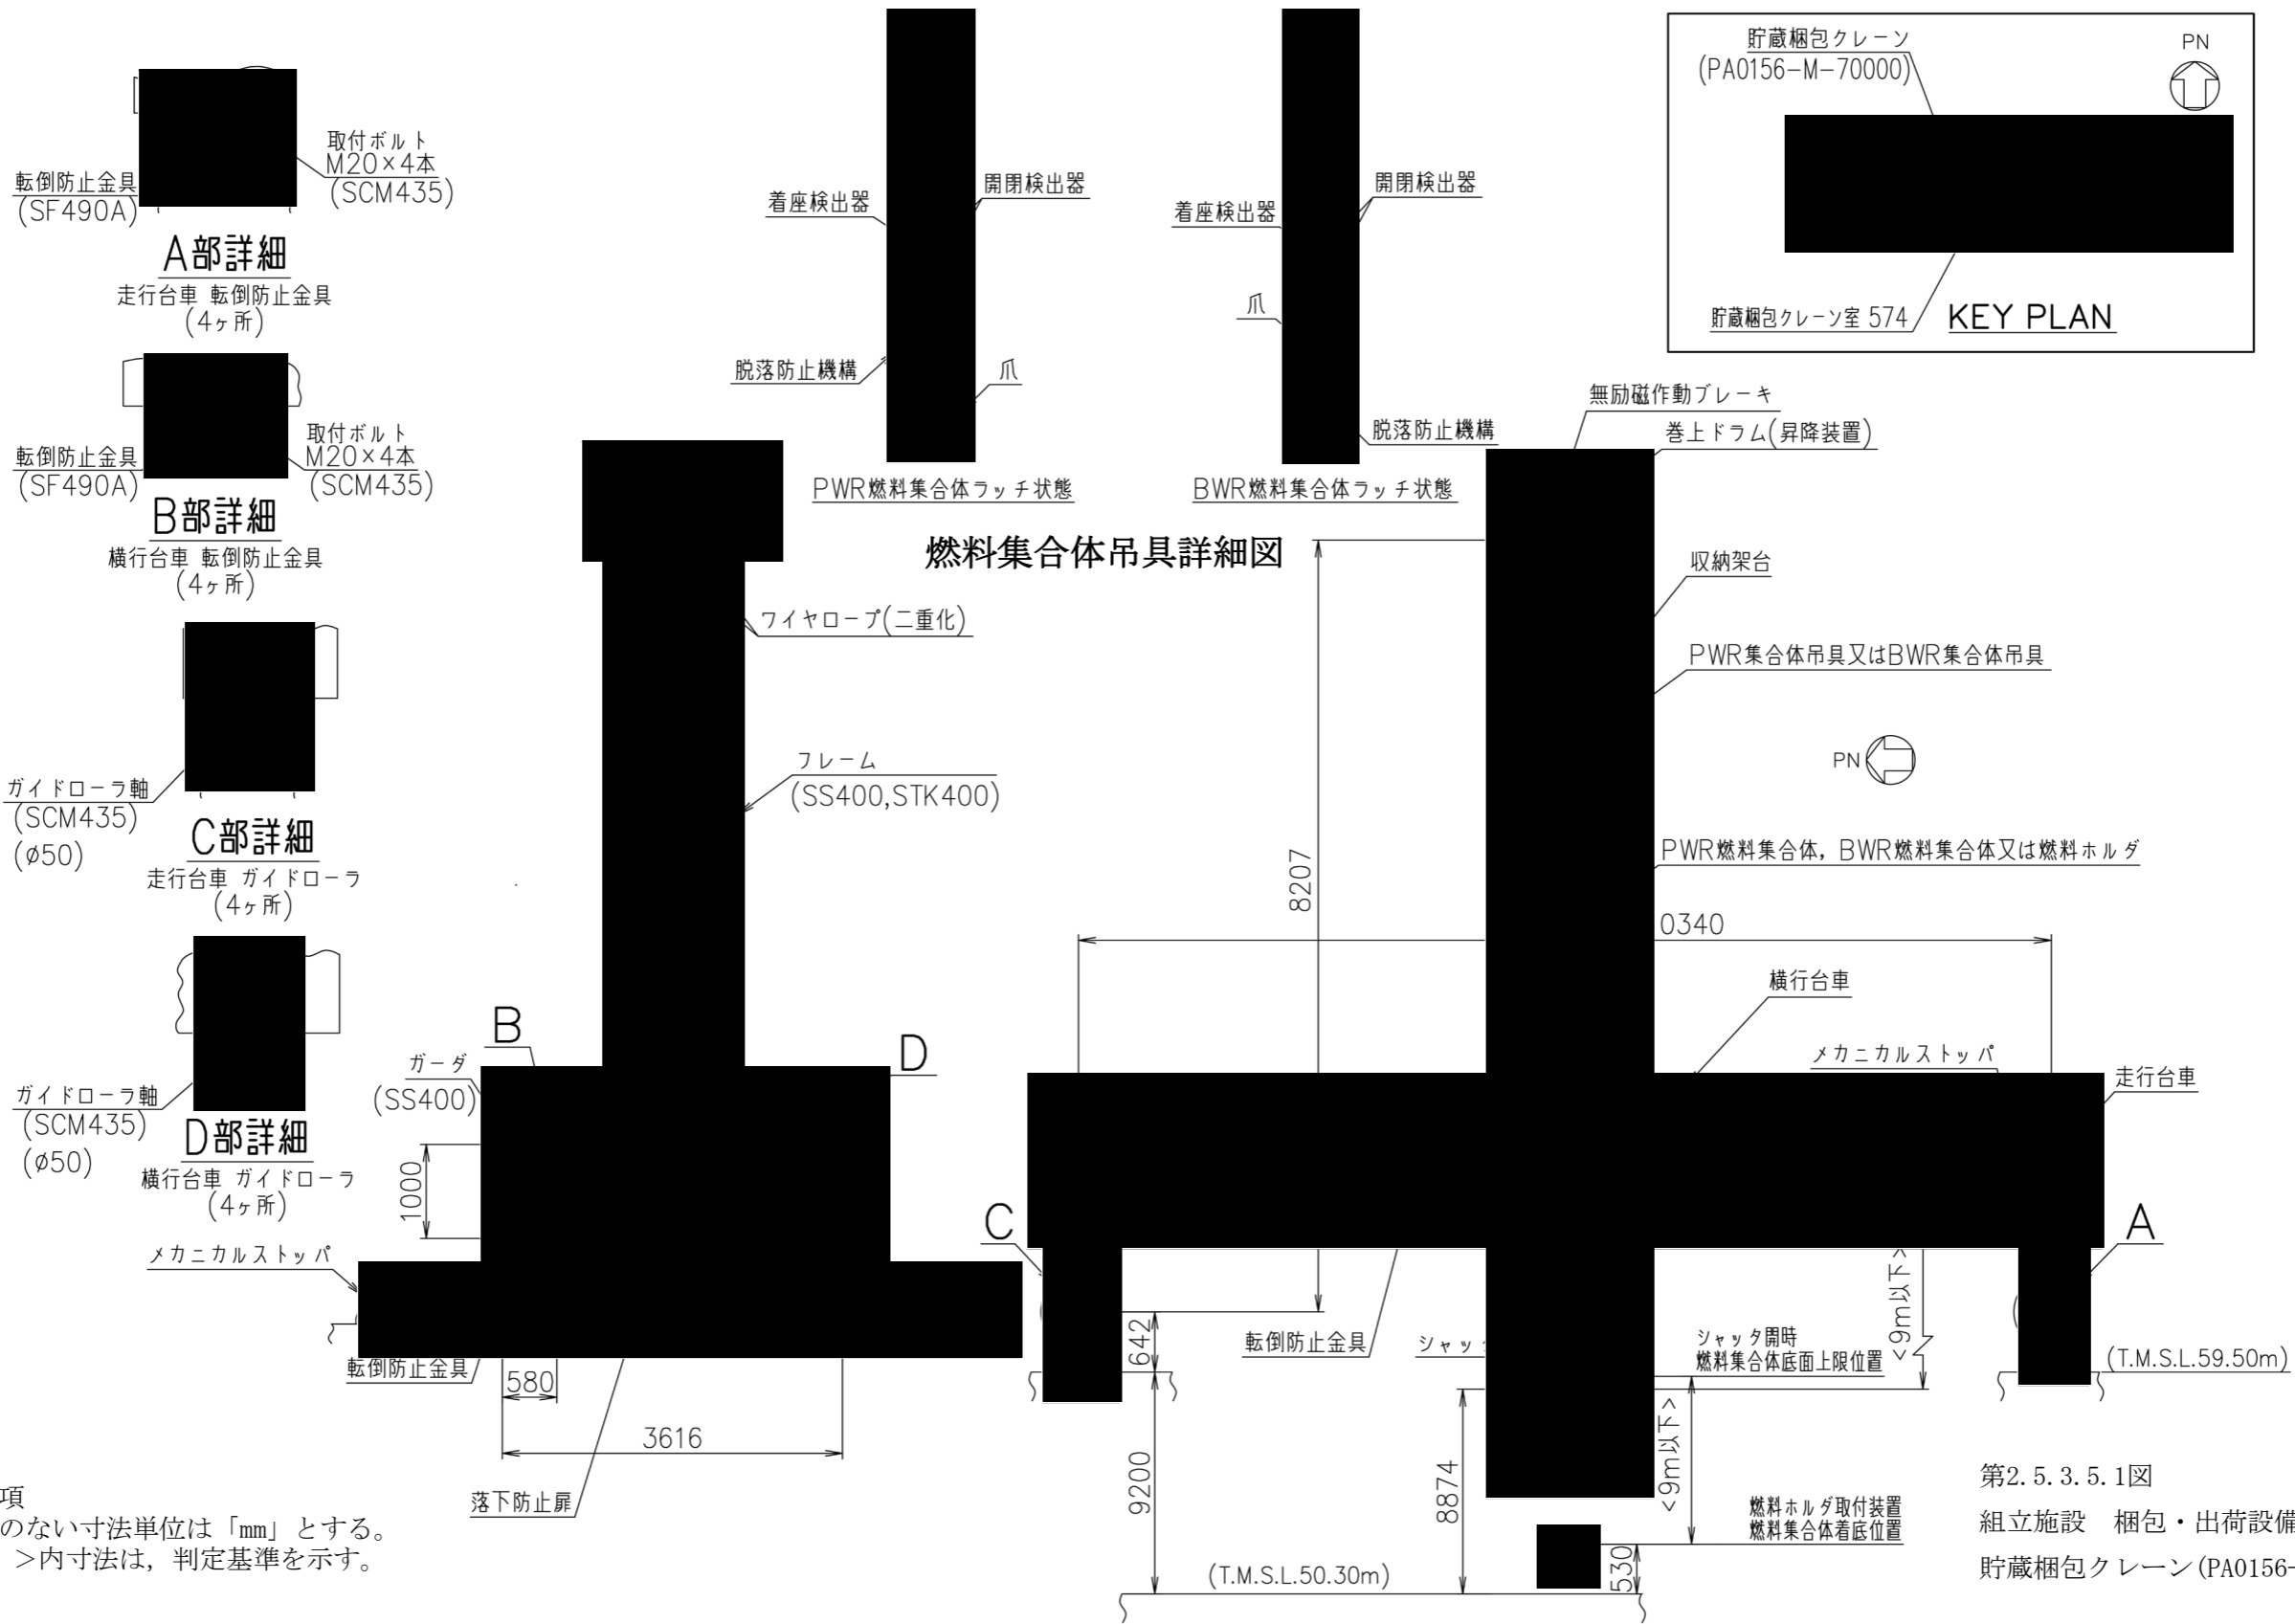 転倒防止金具
(SF490A)
取付ボルト
M20×4本
(SCM435)
A部詳細
走行台車 転倒防止金具
(4ヶ所)
転倒防止金具
(SF490A)
取付ボルト
M20×4本
(SCM435)
B部詳細
横行台車 転倒防止金具
(4ヶ所)
ガイドローラ軸
(SCM435)
(φ50)
C部詳細
走行台車 ガイドローラ
(4ヶ所)
ガイドローラ軸
(SCM435)
(φ50)
D部詳細
横行台車 ガイドローラ
(4ヶ所)
着座検出器
開閉検出器
脱落防止機構
爪
PWR燃料集合体ラッチ状態
着座検出器
開閉検出器
爪
脱落防止機構
BWR燃料集合体ラッチ状態
燃料集合体吊具詳細図
貯蔵梱包クレーン
(PA0156-M-70000)
PN
貯蔵梱包クレーン室 574
KEY PLAN
ワイヤロープ(二重化)
フレーム
(SS400,STK400)
B
D
ガーダ
(SS400)
1000
メカニカルストッパ
転倒防止金具
580
3616
落下防止扉
無励磁作動ブレーキ
巻上ドラム(昇降装置)
収納架台
PWR集合体吊具又はBWR集合体吊具
PN
PWR燃料集合体，BWR燃料集合体又は燃料ホルダ
8207
0340
横行台車
メカニカルストッパ
走行台車
C
A
642
転倒防止金具
シャッ
シャッタ開時
燃料集合体底面上限位置
<9m以下>
(T.M.S.L.59.50m)
9200
8874
<9m以下>
燃料ホルダ取付装置
燃料集合体着底位置
530
(T.M.S.L.50.30m)
項
のない寸法単位は「mm」とする。
＞内寸法は，判定基準を示す。
第2.5.3.5.1図
組立施設　梱包・出荷設備
貯蔵梱包クレーン(PA0156-